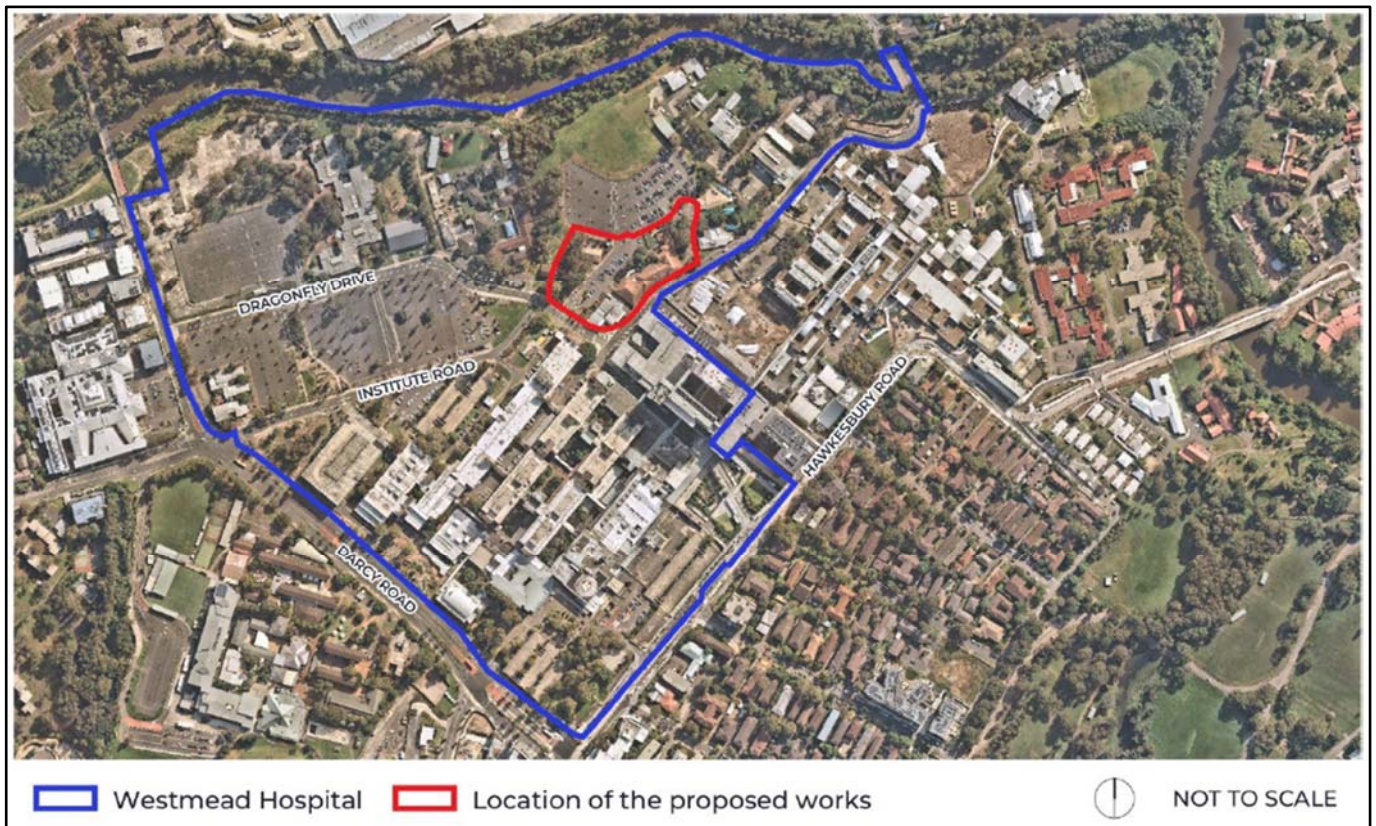 DRAGONFLY DRIVE
INSTITUTE ROAD
HAWKESBURY ROAD
DARCY ROAD
Westmead Hospital
Location of the proposed works
NOT TO SCALE